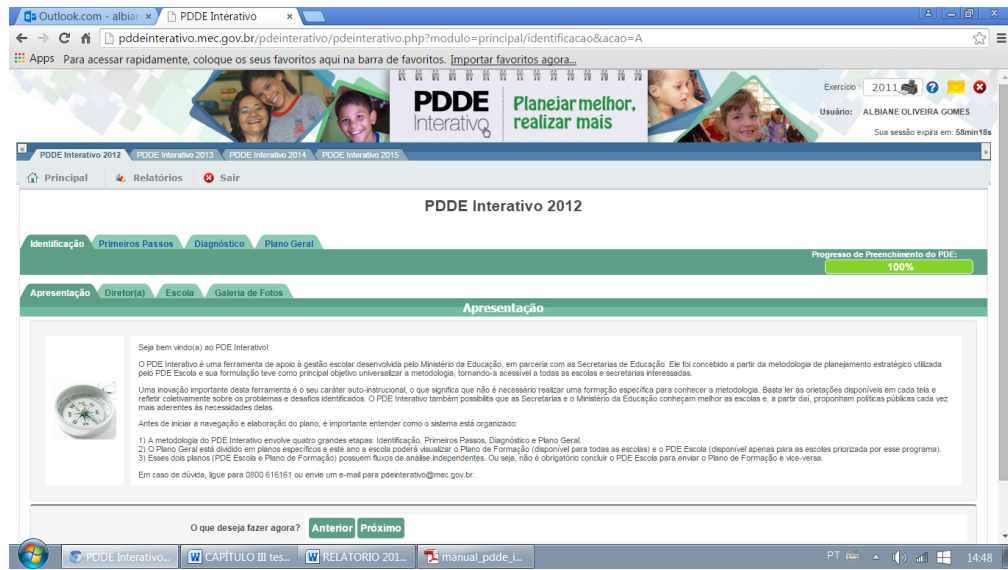 Outlook.com - albian
PDDE Interativo
pddeinterativo.mec.gov.br/pdeinterativo/pdeinterativo.php?modulo=principal/identificacao&acao=A
Apps Para acessar rapidamente, coloque os seus favoritos aqui na barra de favoritos. Importar favoritos agora...
PDDE
Interativo
Planejar melhor,
realizar mais
Exercício : 2011
Usuário: ALBIANE OLIVEIRA GOMES
Sua sessão expira em: 58min18s
PDDE Interativo 2012 PDDE Interativo 2013 PDDE Interativo 2014 PDDE Interativo 2015
Principal Relatórios Sair
PDDE Interativo 2012
Identificação Primeiros Passos Diagnóstico Plano Geral
Progresso de Preenchimento do PDE:
100%
Apresentação Diretor(a) Escola Galeria de Fotos
Apresentação
Seja bem vindo(a) ao PDE Interativo!
O PDE Interativo é uma ferramenta de apoio à gestão escolar desenvolvida pelo Ministério da Educação, em parceria com as Secretarias de Educação. Ele foi concebido a partir da metodologia de planejamento estratégico utilizada
pelo PDE Escola e sua formulação teve como principal objetivo universalizar a metodologia, tornando-a acessível a todas as escolas e secretarias interessadas.
Uma inovação importante desta ferramenta é o seu caráter auto-instrucional, o que significa que não é necessário realizar uma formação específica para conhecer a metodologia. Basta ler as orietações disponíveis em cada tela e
refletir coletivamente sobre os problemas e desafios identificados. O PDE Interativo também possibilita que as Secretarias e o Ministério da Educação conheçam melhor as escolas e, a partir daí, proponham políticas públicas cada vez
mais aderentes às necessidades delas.
Antes de iniciar a navegação e elaboração do plano, é importante entender como o sistema está organizado:
1) A metodologia do PDE Interativo envolve quatro grandes etapas: Identificação, Primeiros Passos, Diagnóstico e Plano Geral.
2) O Plano Geral está dividido em planos específicos e este ano a escola poderá visualizar o Plano de Formação (disponível para todas as escolas) e o PDE Escola (disponível apenas para as escolas priorizada por esse programa).
3) Esses dois planos (PDE Escola e Plano de Formação) possuem fluxos de análise independentes. Ou seja, não é obrigatório concluir o PDE Escola para enviar o Plano de Formação e vice-versa.
Em caso de dúvida, ligue para 0800 616161 ou envie um e-mail para pdeinterativo@mec.gov.br.
O que deseja fazer agora? Anterior Próximo
PDDE Interativo... CAPÍTULO III tes... RELATORIO 201... manual_pdde_i... PT 14:48